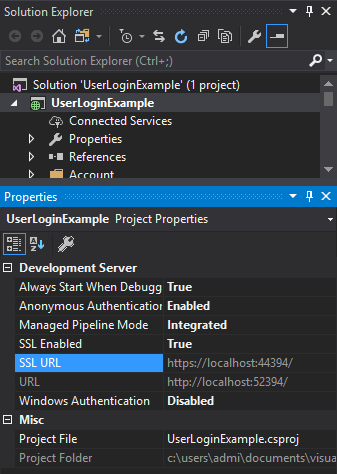 Solution Explorer
Search Solution Explorer (Ctrl+;)
Solution 'UserLoginExample' (1 project)
UserLoginExample
Connected Services
Properties
References
Account
Properties
UserLoginExample Project Properties
Development Server
Always Start When Debugg True
Anonymous Authentication Enabled
Managed Pipeline Mode Integrated
SSL Enabled True
SSL URL https://localhost:44394/
URL http://localhost:52394/
Windows Authentication Disabled
Misc
Project File UserLoginExample.csproj
Project Folder c:\users\admi\documents\visua